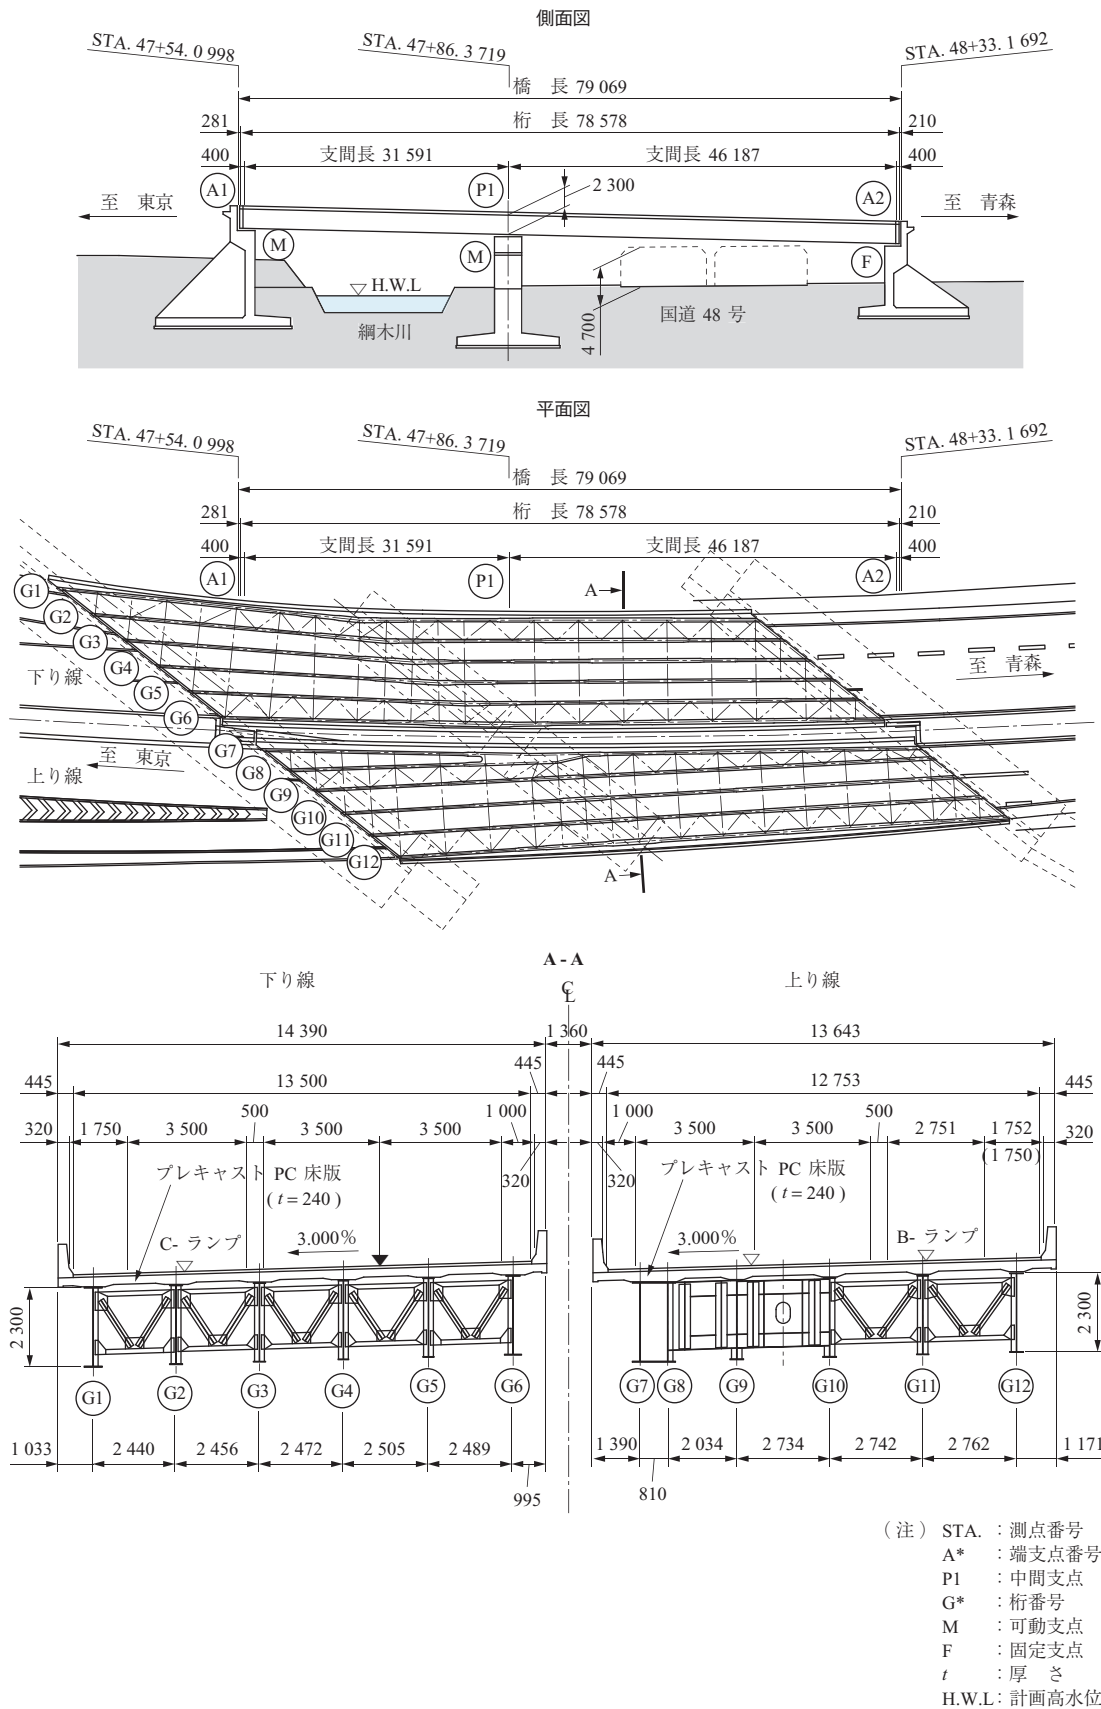 側面図
STA. 47+54. 0 998
STA. 47+86. 3 719
STA. 48+33. 1 692
橋 長 79 069
281
桁 長 78 578
210
400
支間長 31 591
支間長 46 187
400
A1
P1
2 300
A2
至 東京
至 青森
M
M
F
H.W.L
綱木川
4 700
国道 48 号
平面図
STA. 47+54. 0 998
STA. 47+86. 3 719
STA. 48+33. 1 692
橋 長 79 069
281
桁 長 78 578
210
400
支間長 31 591
支間長 46 187
400
A1
P1
A
A2
G1
G2
G3
G4
G5
G6
下り線
至 青森
G7
G8
G9
G10
G11
G12
至 東京
上り線
A
A - A
下り線
CL
上り線
14 390
1 360
13 643
445
13 500
445
445
12 753
445
320
1 750
3 500
500
3 500
3 500
1 000
320
320
1 000
3 500
3 500
500
2 751
1 752
(1 750)
320
プレキャスト PC 床版
( t = 240 )
プレキャスト PC 床版
( t = 240 )
C- ランプ
3.000%
3.000%
B- ランプ
2 300
2 300
G1
G2
G3
G4
G5
G6
G7
G8
G9
G10
G11
G12
1 033
2 440
2 456
2 472
2 505
2 489
995
1 390
810
2 034
2 734
2 742
2 762
1 171
（注） STA. ：測点番号
A* ：端支点番号
P1 ：中間支点
G* ：桁番号
M ：可動支点
F ：固定支点
t ：厚 さ
H.W.L：計画高水位